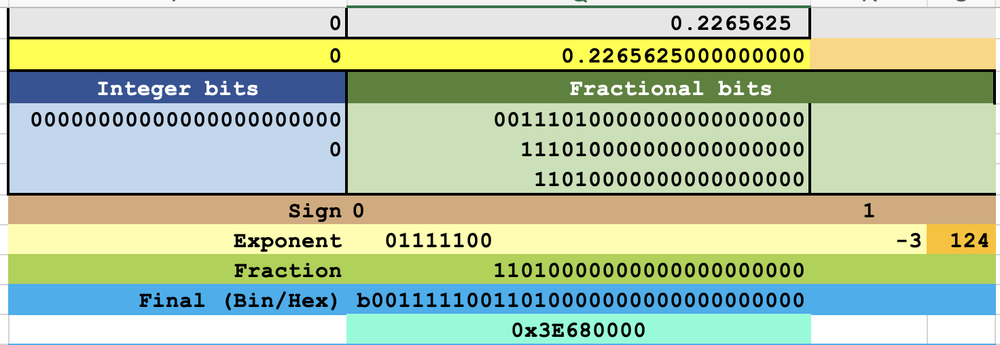 0 0.2265625
0 0.2265625000000000
Integer bits Fractional bits
00000000000000000000000 00111010000000000000000
0 111010000000000000000
11010000000000000000
Sign 0 1
Exponent 01111100 -3 124
Fraction 11010000000000000000000
Final (Bin/Hex) b00111110011010000000000000000000
0x3E680000